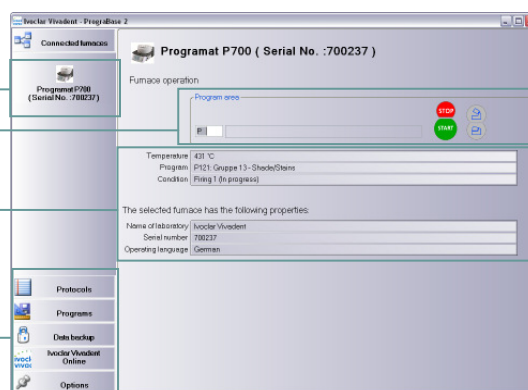 Ivoclar Vivadent - PrograBase 2
Connected furnaces
Programat P700
(Serial No. :700237)
Programat P700 ( Serial No. :700237 )
Furnace operation
Program area
P:
STOP
START
Temperature 431 °C
Program P121: Gruppe 13 - Shade/Stains
Condition Firing 1 (In progress)
The selected furnace has the following properties:
Name of laboratory Ivoclar Vivadent
Serial number 700237
Operating language German
Protocols
Programs
Data backup
Ivoclar Vivadent
Online
Options